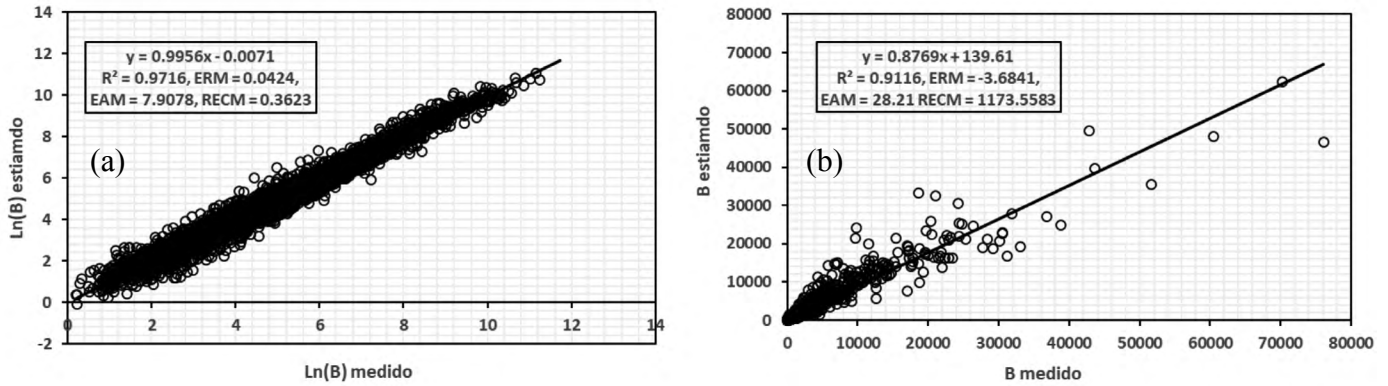 14
12
10
8
6
4
2
0
-2
Ln(B) estiamdo
y = 0.9956x - 0.0071
R² = 0.9716, ERM = 0.0424,
EAM = 7.9078, RECM = 0.3623
(a)
0 2 4 6 8 10 12 14
Ln(B) medido
80000
70000
60000
50000
40000
30000
20000
10000
0
B estiamdo
y = 0.8769x + 139.61
R² = 0.9116, ERM = -3.6841,
EAM = 28.21 RECM = 1173.5583
(b)
0 10000 20000 30000 40000 50000 60000 70000 80000
B medido